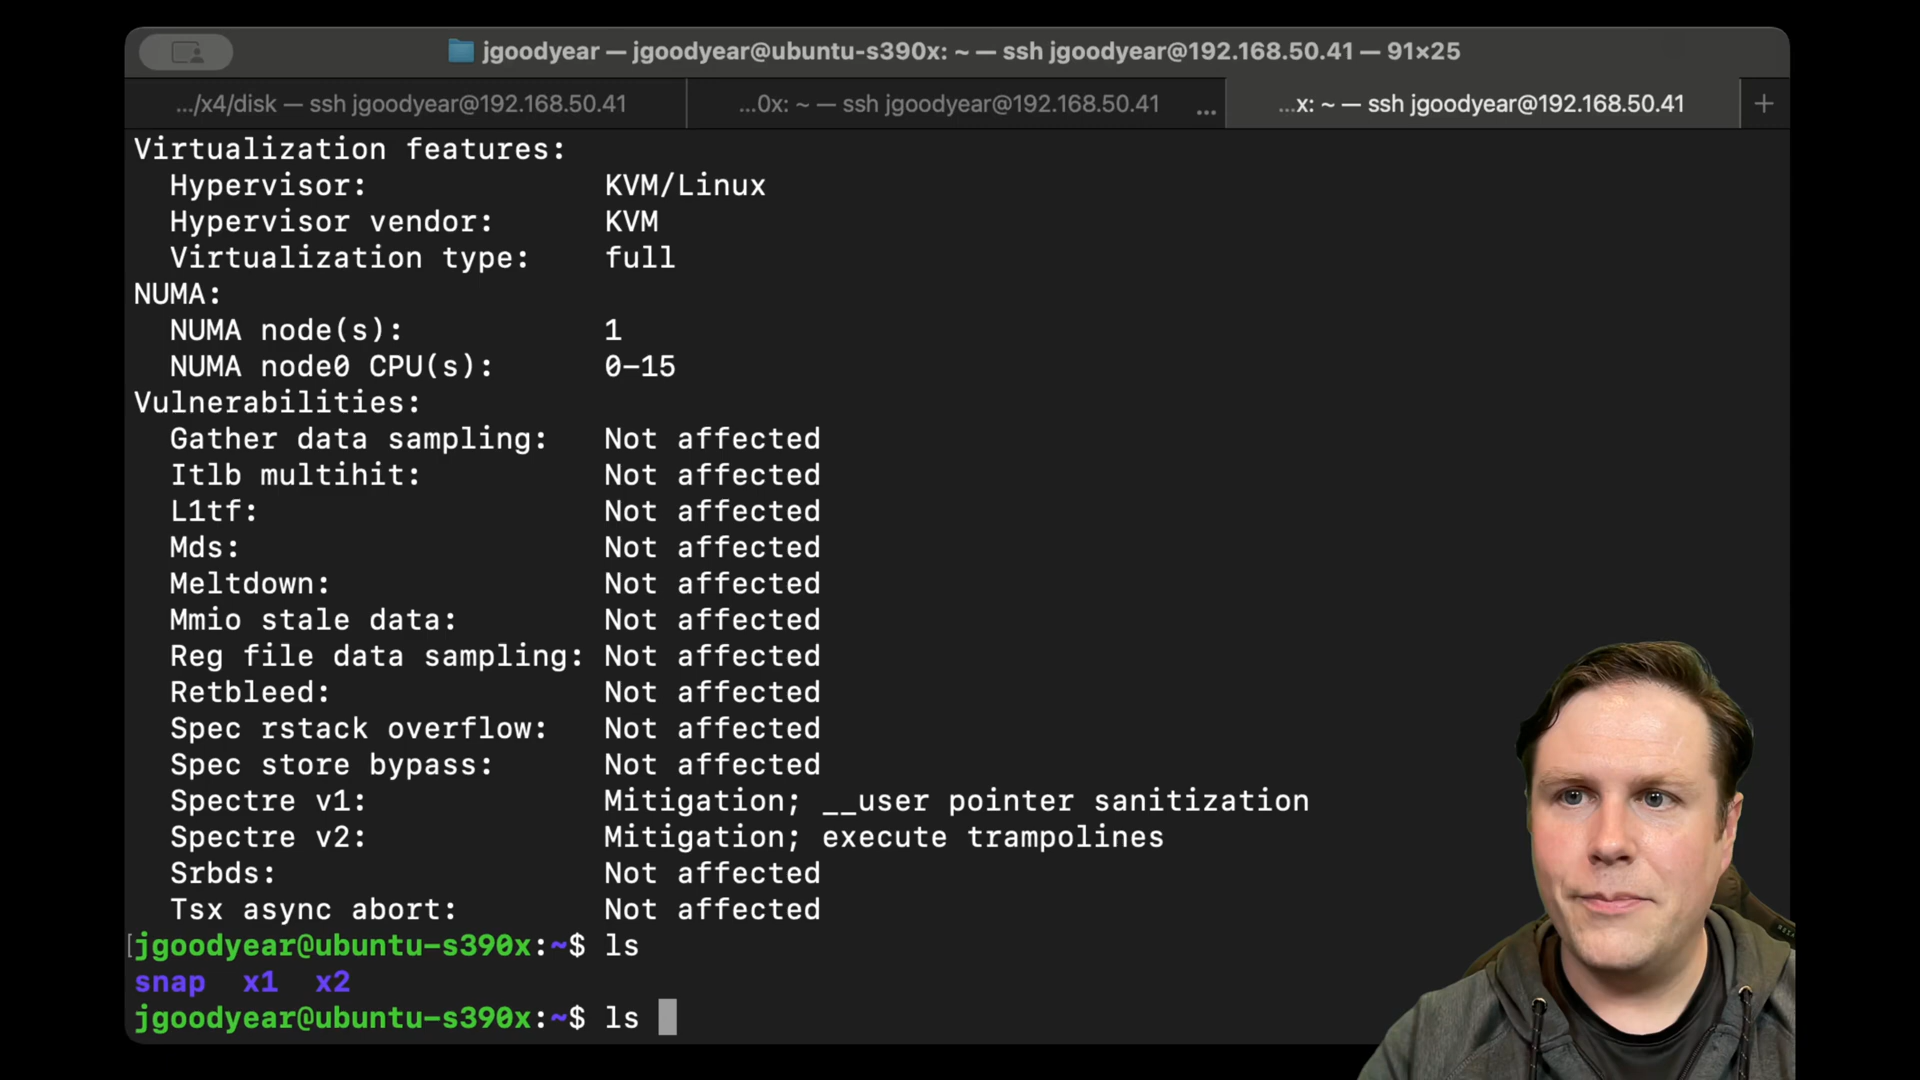 jgoodyear — jgoodyear@ubuntu-s390x: ~ — ssh jgoodyear@192.168.50.41 — 91×25
.../x4/disk — ssh jgoodyear@192.168.50.41
...0x: ~ — ssh jgoodyear@192.168.50.41 ...
...x: ~ — ssh jgoodyear@192.168.50.41 +
Virtualization features:
Hypervisor: KVM/Linux
Hypervisor vendor: KVM
Virtualization type: full
NUMA:
NUMA node(s): 1
NUMA node0 CPU(s): 0-15
Vulnerabilities:
Gather data sampling: Not affected
Itlb multihit: Not affected
L1tf: Not affected
Mds: Not affected
Meltdown: Not affected
Mmio stale data: Not affected
Reg file data sampling: Not affected
Retbleed: Not affected
Spec rstack overflow: Not affected
Spec store bypass: Not affected
Spectre v1: Mitigation; __user pointer sanitization
Spectre v2: Mitigation; execute trampolines
Srbds: Not affected
Tsx async abort: Not affected
[jgoodyear@ubuntu-s390x:~$ ls
snap x1 x2
jgoodyear@ubuntu-s390x:~$ ls